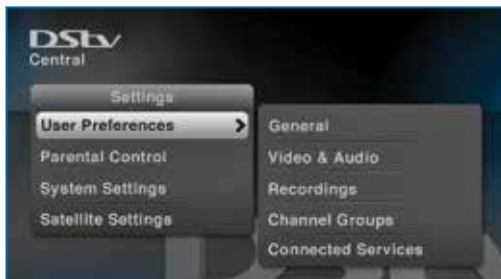 DStv
Central
Settings
User Preferences
Parental Control
System Settings
Satellite Settings
General
Video & Audio
Recordings
Channel Groups
Connected Services